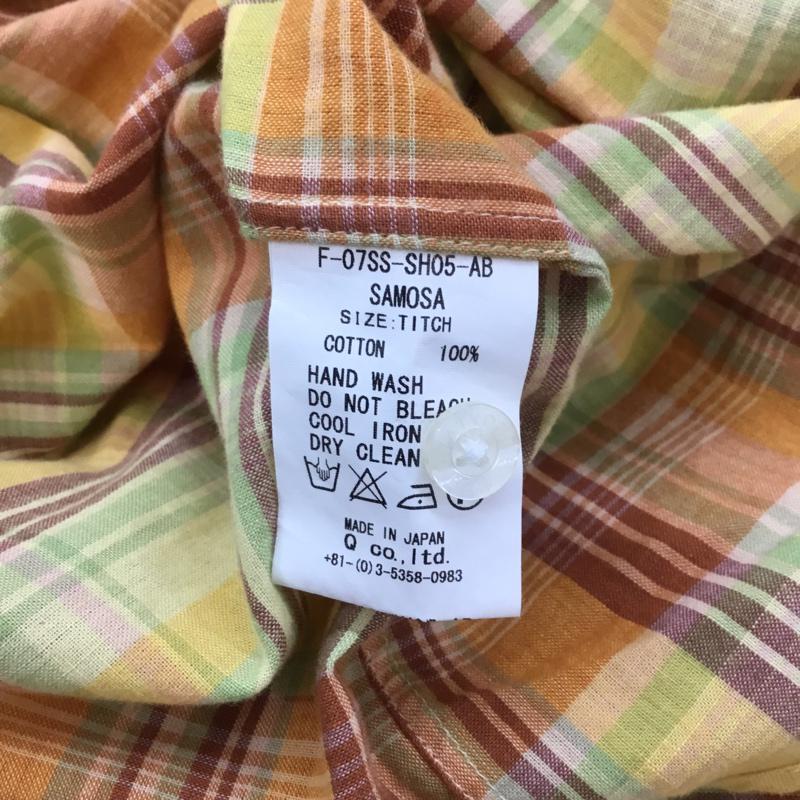 F-07SS-SH05-AB
SAMOSA
SIZE:TITCH
COTTON 100%
HAND WASH
DO NOT BLEACH
COOL IRON
DRY CLEAN
MADE IN JAPAN
Q co.,ltd.
+81-(0)3-5358-0983